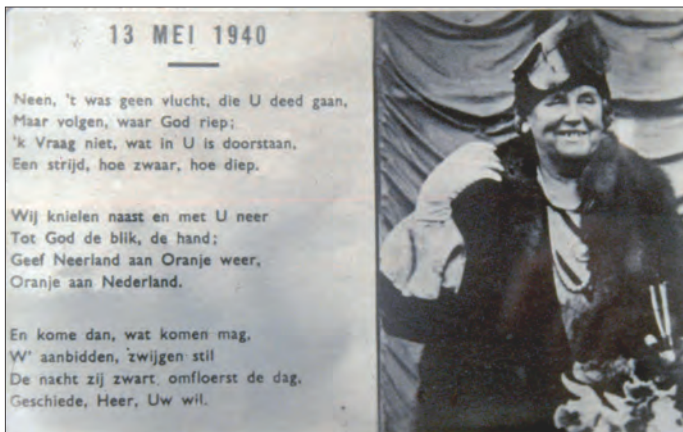 13 MEI 1940
Neen, 't was geen vlucht, die U deed gaan,
Maar volgen, waar God riep;
'k Vraag niet, wat in U is doorstaan,
Een strijd, hoe zwaar, hoe diep.
Wij knielen naast en met U neer
Tot God de blik, de hand;
Geef Neerland aan Oranje weer,
Oranje aan Nederland.
En kome dan, wat komen mag,
W' aanbidden, zwijgen stil
De nacht zij zwart, omfloerst de dag,
Geschiede, Heer, Uw wil.